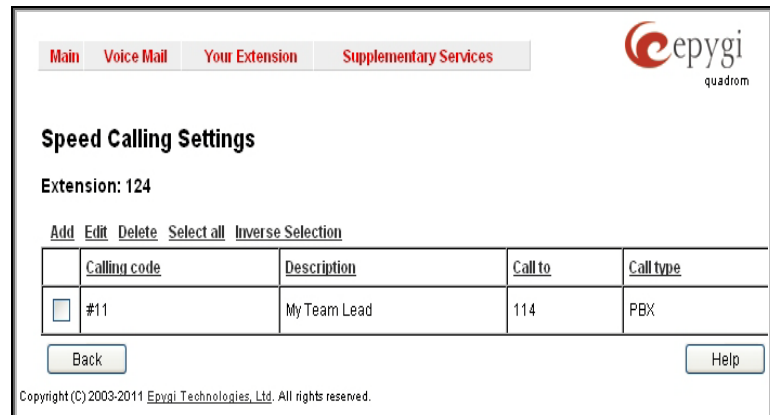 Main Voice Mail Your Extension Supplementary Services
epygi
quadrom
Speed Calling Settings
Extension: 124
Add Edit Delete Select all Inverse Selection
Calling code Description Call to Call type
#11 My Team Lead 114 PBX
Back Help
Copyright (C) 2003-2011 Epygi Technologies, Ltd. All rights reserved.